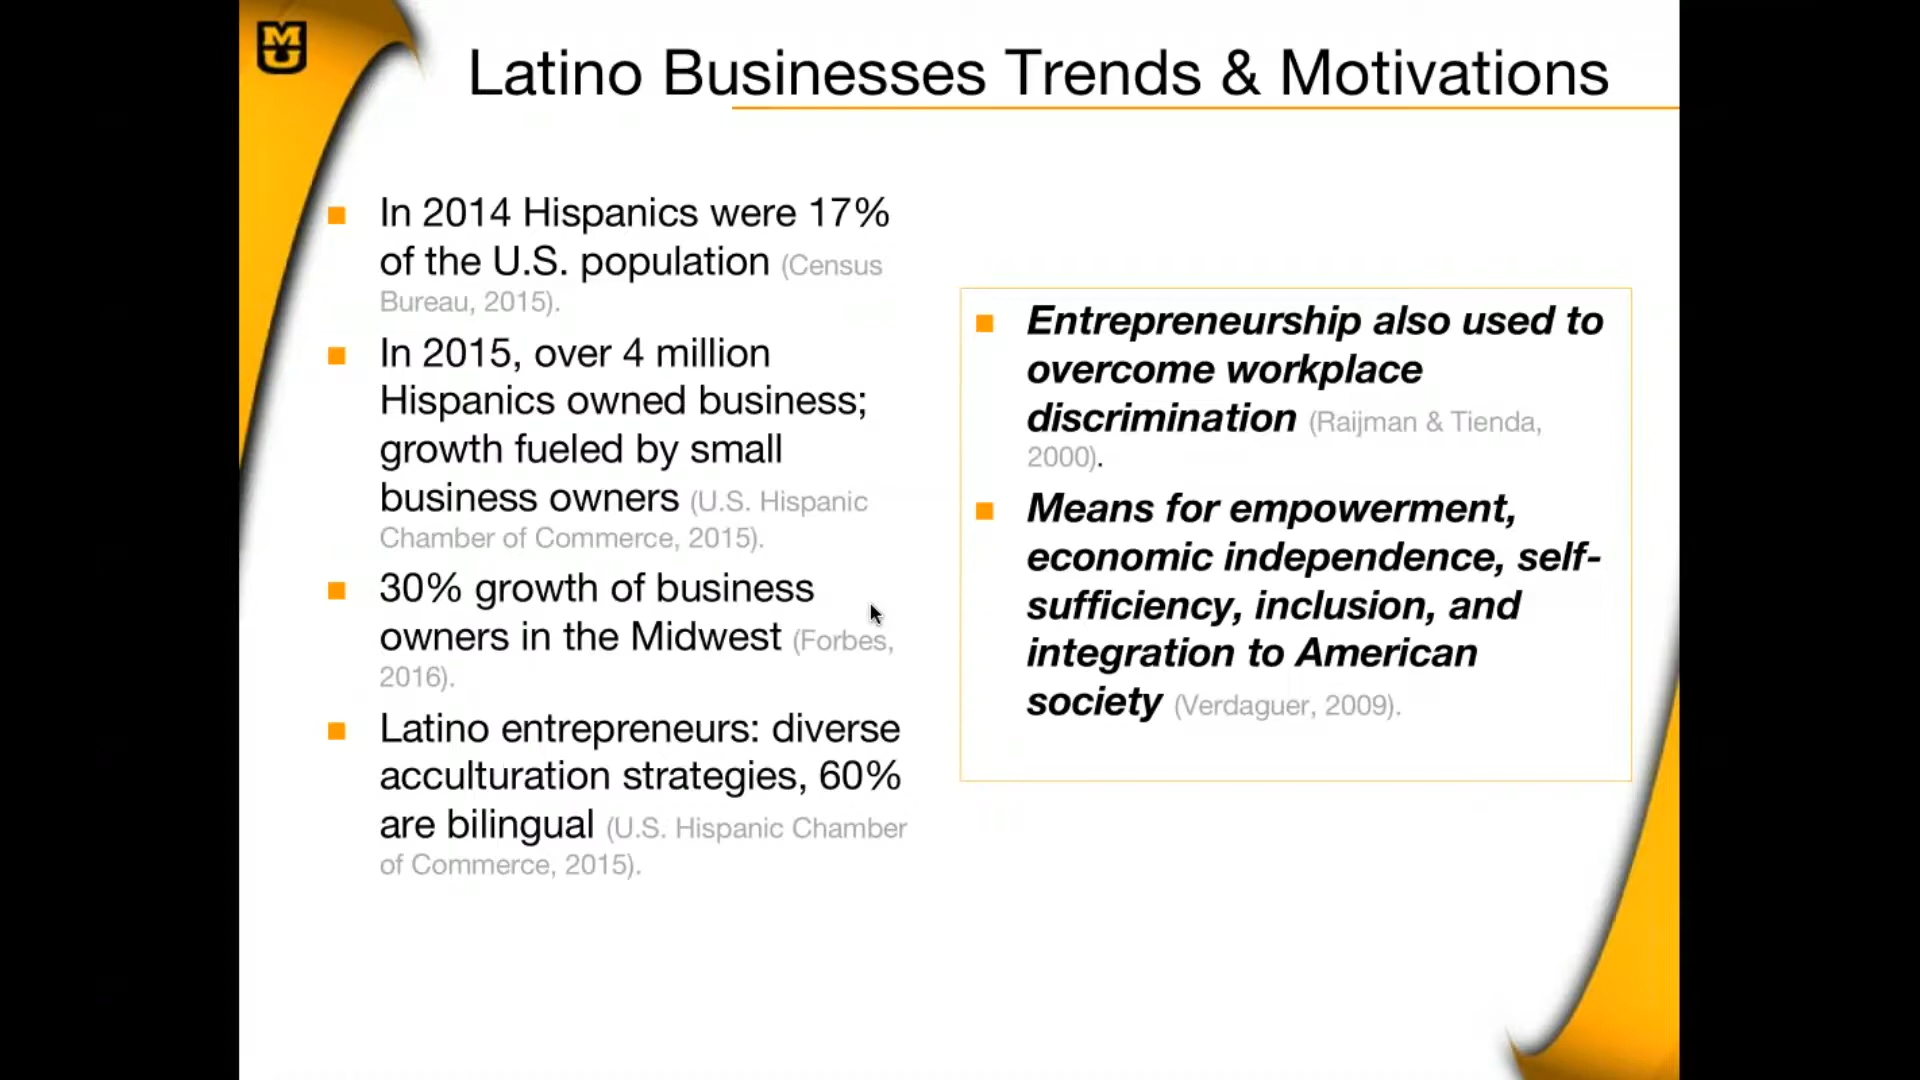 MU
Latino Businesses Trends & Motivations
In 2014 Hispanics were 17%
of the U.S. population (Census
Bureau, 2015).
In 2015, over 4 million
Hispanics owned business;
growth fueled by small
business owners (U.S. Hispanic
Chamber of Commerce, 2015).
30% growth of business
owners in the Midwest (Forbes,
2016).
Latino entrepreneurs: diverse
acculturation strategies, 60%
are bilingual (U.S. Hispanic Chamber
of Commerce, 2015).
Entrepreneurship also used to
overcome workplace
discrimination (Raijman & Tienda,
2000).
Means for empowerment,
economic independence, self-
sufficiency, inclusion, and
integration to American
society (Verdaguer, 2009).